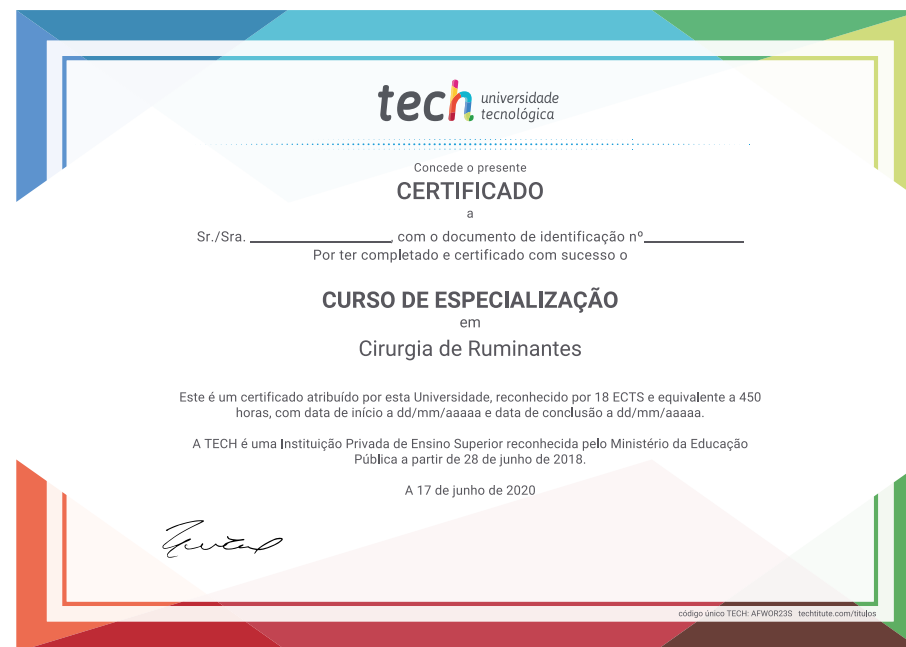 tech universidade
tecnológica
Concede o presente
CERTIFICADO
a
Sr./Sra. ____________, com o documento de identificação nº____________
Por ter completado e certificado com sucesso o
CURSO DE ESPECIALIZAÇÃO
em
Cirurgia de Ruminantes
Este é um certificado atribuído por esta Universidade, reconhecido por 18 ECTS e equivalente a 450
horas, com data de início a dd/mm/aaaaa e data de conclusão a dd/mm/aaaaa.
A TECH é uma Instituição Privada de Ensino Superior reconhecida pelo Ministério da Educação
Pública a partir de 28 de junho de 2018.
A 17 de junho de 2020
código único TECH: AFWOR23S techtitute.com/titulos